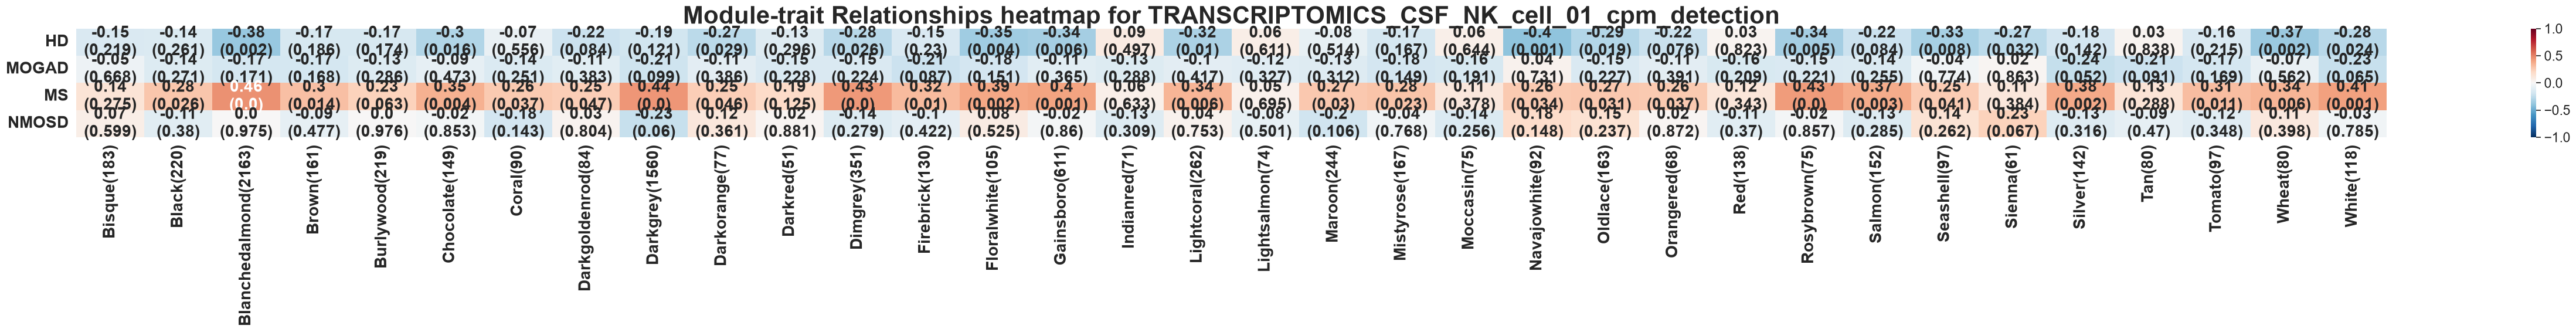 Module-trait Relationships heatmap for TRANSCRIPTOMICS_CSF_NK_cell_01_cpm_detection
HD -0.15 -0.14 -0.38 -0.17 -0.17 -0.3 -0.07 -0.22 -0.19 -0.27 -0.13 -0.28 -0.15 -0.35 -0.34 0.09 -0.32 0.06 -0.08 -0.17 0.06 -0.4 -0.29 -0.22 0.03 -0.34 -0.22 -0.33 -0.27 -0.16 0.03 -0.16 -0.37 -0.28
(0.219) (0.261) (0.002) (0.186) (0.174) (0.016) (0.556) (0.084) (0.121) (0.029) (0.296) (0.026) (0.23) (0.004) (0.006) (0.497) (0.01) (0.611) (0.514) (0.167) (0.644) (0.001) (0.019) (0.076) (0.823) (0.005) (0.084) (0.008) (0.032) (0.142) (0.838) (0.215) (0.002) (0.024)
MOGAD -0.05 -0.14 -0.17 -0.17 -0.13 -0.09 -0.14 -0.11 -0.21 -0.11 -0.15 -0.15 -0.21 -0.18 -0.11 -0.13 -0.1 -0.12 -0.13 -0.18 -0.16 0.04 -0.15 -0.11 -0.16 -0.15 -0.14 -0.04 0.02 -0.24 -0.21 -0.17 -0.07 -0.23
(0.668) (0.271) (0.171) (0.168) (0.286) (0.473) (0.251) (0.383) (0.099) (0.386) (0.228) (0.224) (0.087) (0.151) (0.365) (0.288) (0.417) (0.327) (0.312) (0.149) (0.191) (0.731) (0.227) (0.391) (0.209) (0.221) (0.255) (0.774) (0.863) (0.052) (0.091) (0.169) (0.562) (0.065)
MS 0.14 0.28 0.46 0.3 0.23 0.35 0.26 0.25 0.44 0.25 0.19 0.43 0.32 0.39 0.4 0.06 0.34 0.05 0.27 0.28 0.11 0.26 0.27 0.26 0.12 0.43 0.37 0.25 0.11 0.38 0.13 0.31 0.34 0.41
(0.275) (0.026) (0.0) (0.014) (0.063) (0.004) (0.037) (0.047) (0.0) (0.046) (0.125) (0.0) (0.01) (0.002) (0.001) (0.633) (0.006) (0.695) (0.03) (0.023) (0.378) (0.034) (0.031) (0.037) (0.343) (0.0) (0.003) (0.041) (0.384) (0.002) (0.288) (0.011) (0.006) (0.001)
NMOSD 0.07 -0.11 0.0 -0.09 0.0 -0.02 -0.18 0.03 -0.23 0.12 0.02 -0.14 -0.1 0.08 -0.02 -0.13 0.04 -0.08 -0.2 -0.04 -0.14 0.18 0.15 0.02 -0.11 -0.02 -0.13 0.14 0.23 -0.13 -0.09 -0.12 0.11 -0.03
(0.599) (0.38) (0.975) (0.477) (0.976) (0.853) (0.143) (0.804) (0.06) (0.361) (0.881) (0.279) (0.422) (0.525) (0.86) (0.309) (0.753) (0.501) (0.106) (0.768) (0.256) (0.148) (0.237) (0.872) (0.37) (0.857) (0.285) (0.262) (0.067) (0.316) (0.47) (0.348) (0.398) (0.785)
Bisque(183)
Black(220)
Blanchedalmond(2163)
Brown(161)
Burlywood(219)
Chocolate(149)
Coral(90)
Darkgoldenrod(84)
Darkgrey(1560)
Darkorange(77)
Darkred(51)
Dimgrey(351)
Firebrick(130)
Floralwhite(105)
Gainsboro(611)
Indianred(71)
Lightcoral(262)
Lightsalmon(74)
Maroon(244)
Mistyrose(167)
Moccasin(75)
Navajowhite(92)
Oldlace(163)
Orangered(68)
Red(138)
Rosybrown(75)
Salmon(152)
Seashell(97)
Sienna(61)
Silver(142)
Tan(80)
Tomato(97)
Wheat(80)
White(118)
1.0
0.5
0.0
−0.5
−1.0